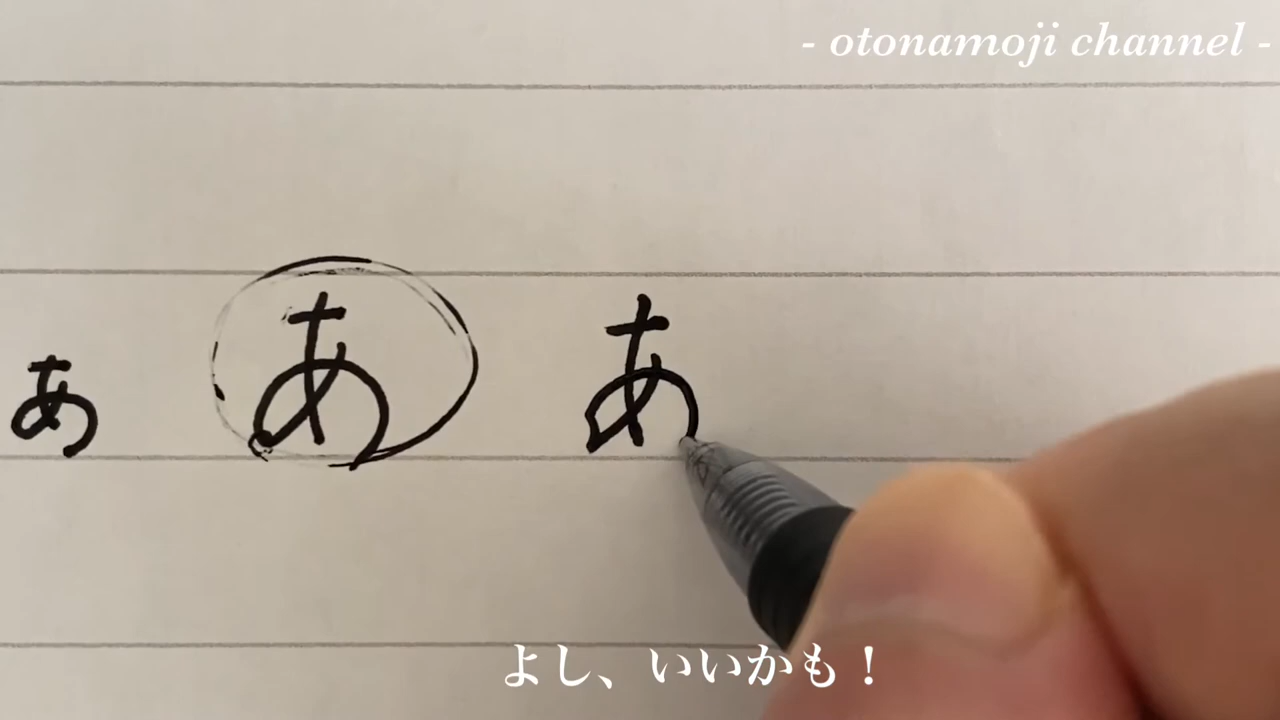 - otonamoji channel -
あ あ あ
よし、いいかも！